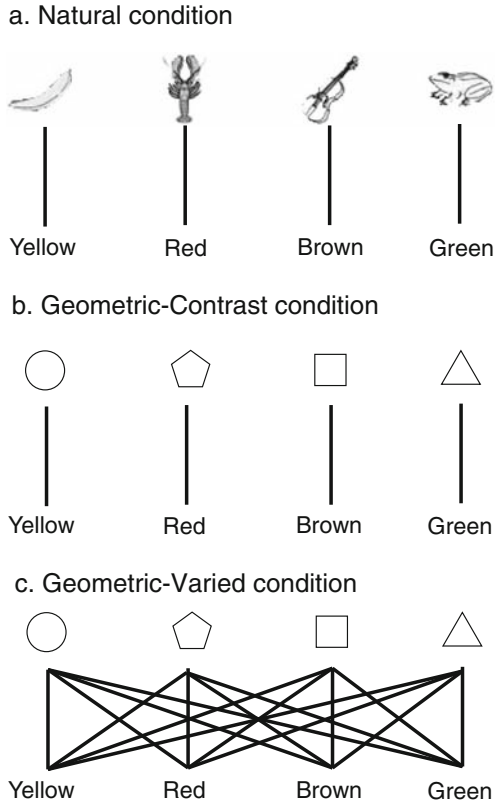 a. Natural condition
Yellow Red Brown Green
b. Geometric-Contrast condition
Yellow Red Brown Green
c. Geometric-Varied condition
Yellow Red Brown Green